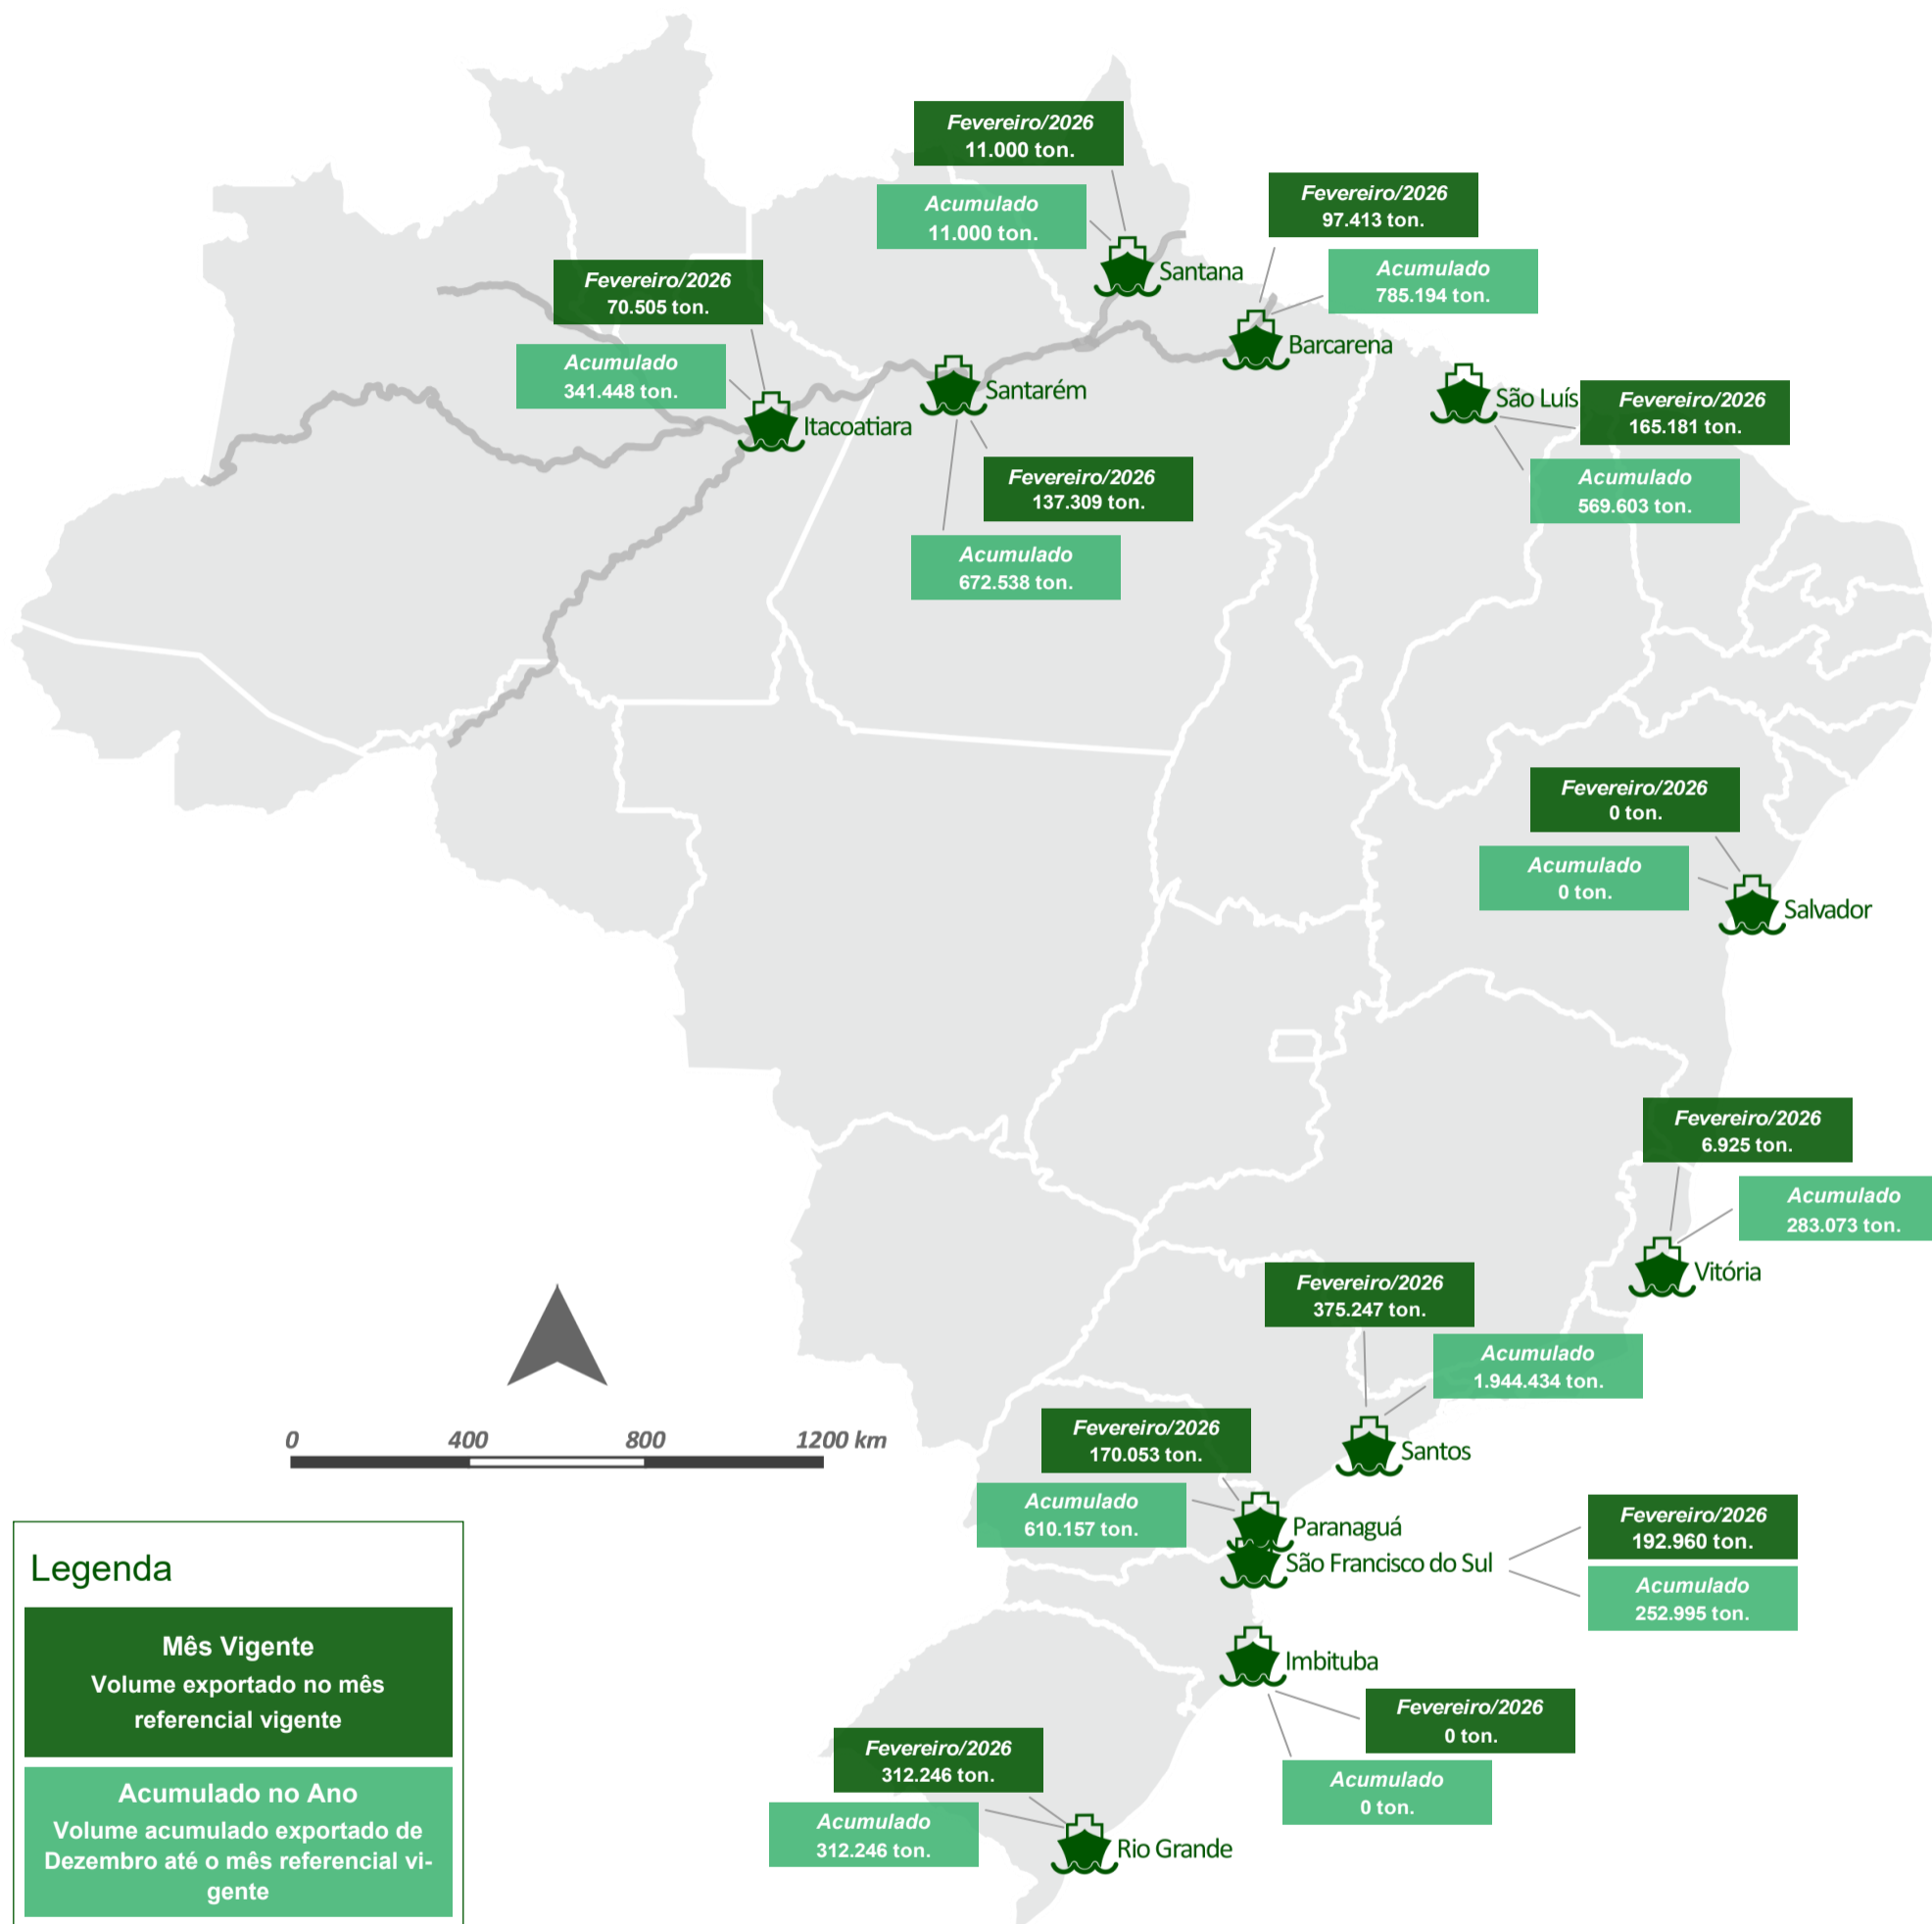 Fevereiro/2026
11.000 ton.
Acumulado
11.000 ton.
Santana
Fevereiro/2026
97.413 ton.
Acumulado
785.194 ton.
Barcarena
Fevereiro/2026
70.505 ton.
Acumulado
341.448 ton.
Itacoatiara
Santarém
Fevereiro/2026
137.309 ton.
Acumulado
672.538 ton.
São Luís
Fevereiro/2026
165.181 ton.
Acumulado
569.603 ton.
Fevereiro/2026
0 ton.
Acumulado
0 ton.
Salvador
Fevereiro/2026
6.925 ton.
Acumulado
283.073 ton.
Vitória
Fevereiro/2026
375.247 ton.
Acumulado
1.944.434 ton.
Santos
0 400 800 1200 km
Fevereiro/2026
170.053 ton.
Acumulado
610.157 ton.
Paranaguá
São Francisco do Sul
Fevereiro/2026
192.960 ton.
Acumulado
252.995 ton.
Imbituba
Fevereiro/2026
0 ton.
Acumulado
0 ton.
Fevereiro/2026
312.246 ton.
Acumulado
312.246 ton.
Rio Grande
Legenda
Mês Vigente
Volume exportado no mês
referencial vigente
Acumulado no Ano
Volume acumulado exportado de
Dezembro até o mês referencial vi-
gente